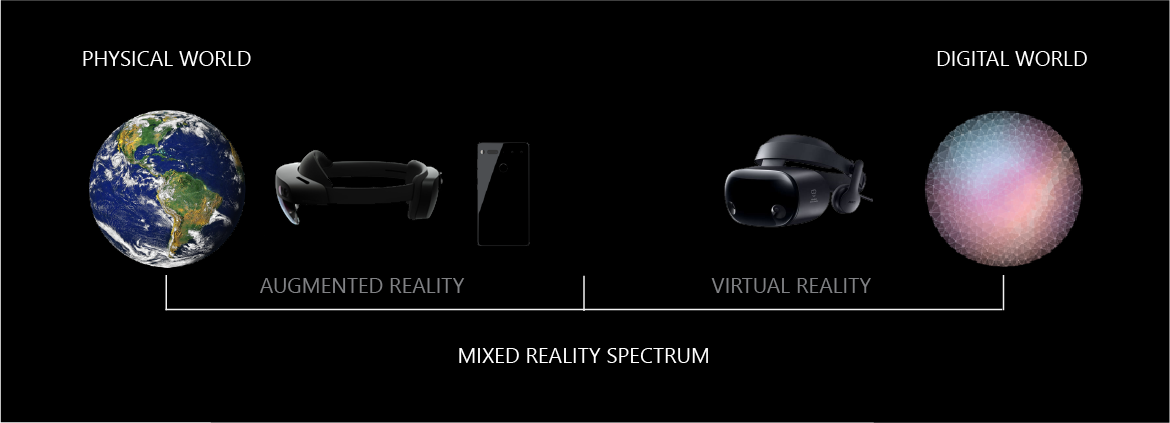 PHYSICAL WORLD
DIGITAL WORLD
AUGMENTED REALITY
VIRTUAL REALITY
MIXED REALITY SPECTRUM